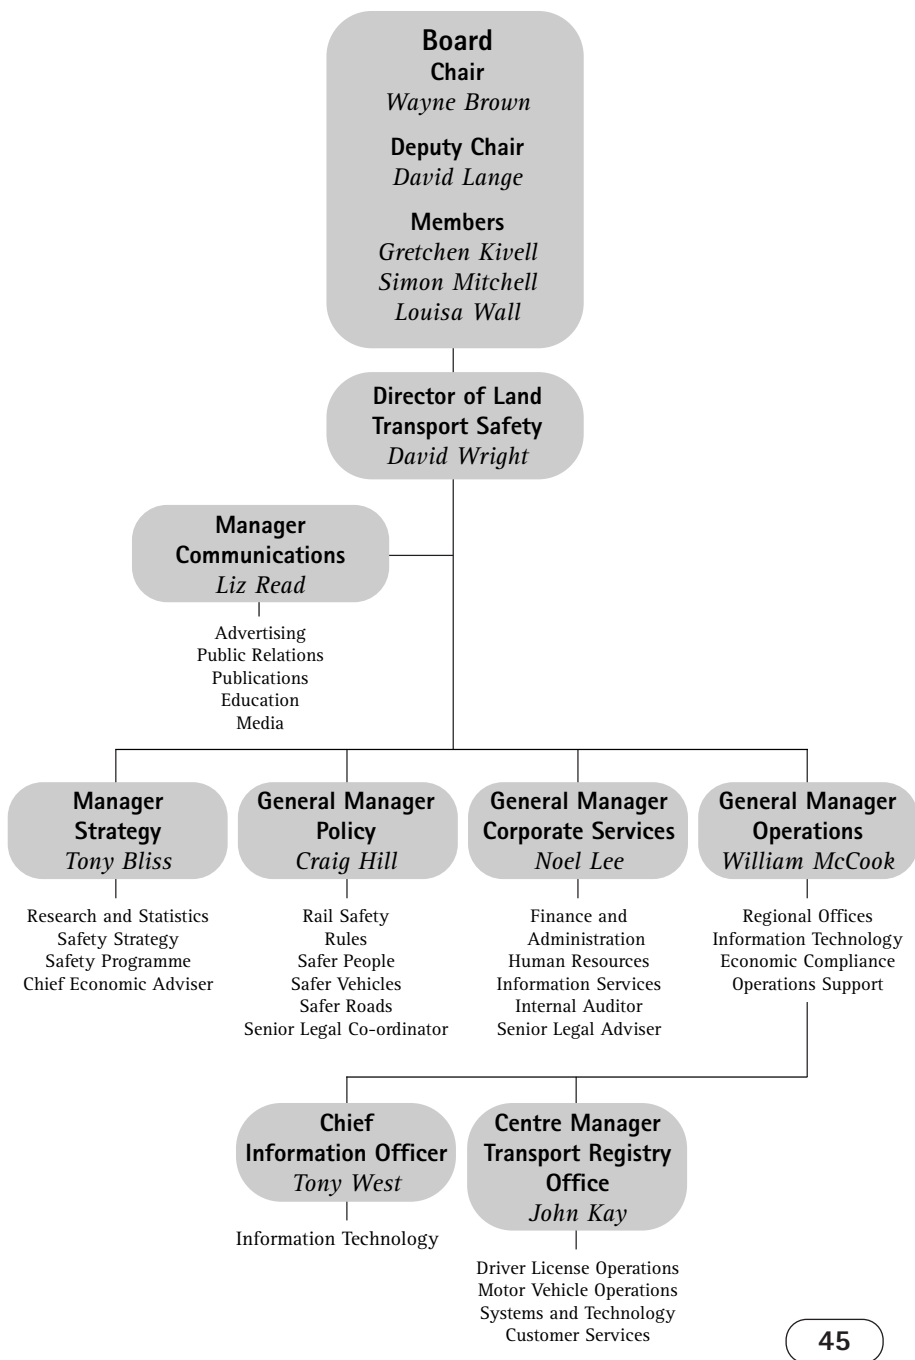 Board
Chair
Wayne Brown
Deputy Chair
David Lange
Members
Gretchen Kivell
Simon Mitchell
Louisa Wall
Director of Land
Transport Safety
David Wright
Manager
Communications
Liz Read
Advertising
Public Relations
Publications
Education
Media
Manager
Strategy
Tony Bliss
Research and Statistics
Safety Strategy
Safety Programme
Chief Economic Adviser
General Manager
Policy
Craig Hill
Rail Safety
Rules
Safer People
Safer Vehicles
Safer Roads
Senior Legal Co-ordinator
General Manager
Corporate Services
Noel Lee
Finance and
Administration
Human Resources
Information Services
Internal Auditor
Senior Legal Adviser
General Manager
Operations
William McCook
Regional Offices
Information Technology
Economic Compliance
Operations Support
Chief
Information Officer
Tony West
Information Technology
Centre Manager
Transport Registry
Office
John Kay
Driver License Operations
Motor Vehicle Operations
Systems and Technology
Customer Services
45